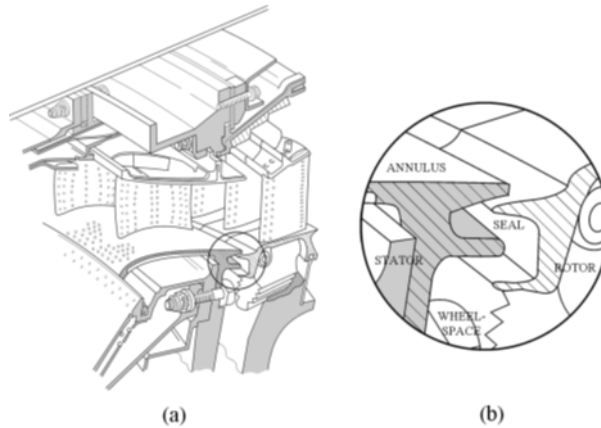 ANNULUS
SEAL
STATOR
ROTOR
WHEEL-
SPACE
(a)
(b)